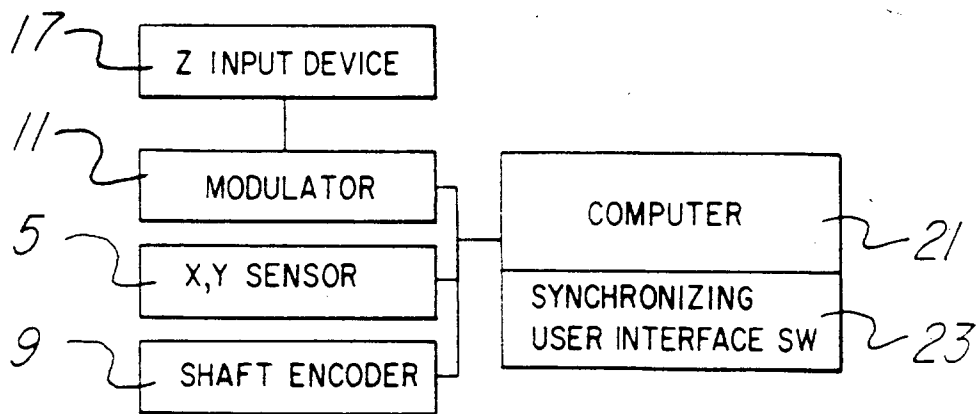 17
Z INPUT DEVICE
11
MODULATOR
5
X,Y SENSOR
9
SHAFT ENCODER
COMPUTER
21
SYNCHRONIZING
USER INTERFACE SW
23